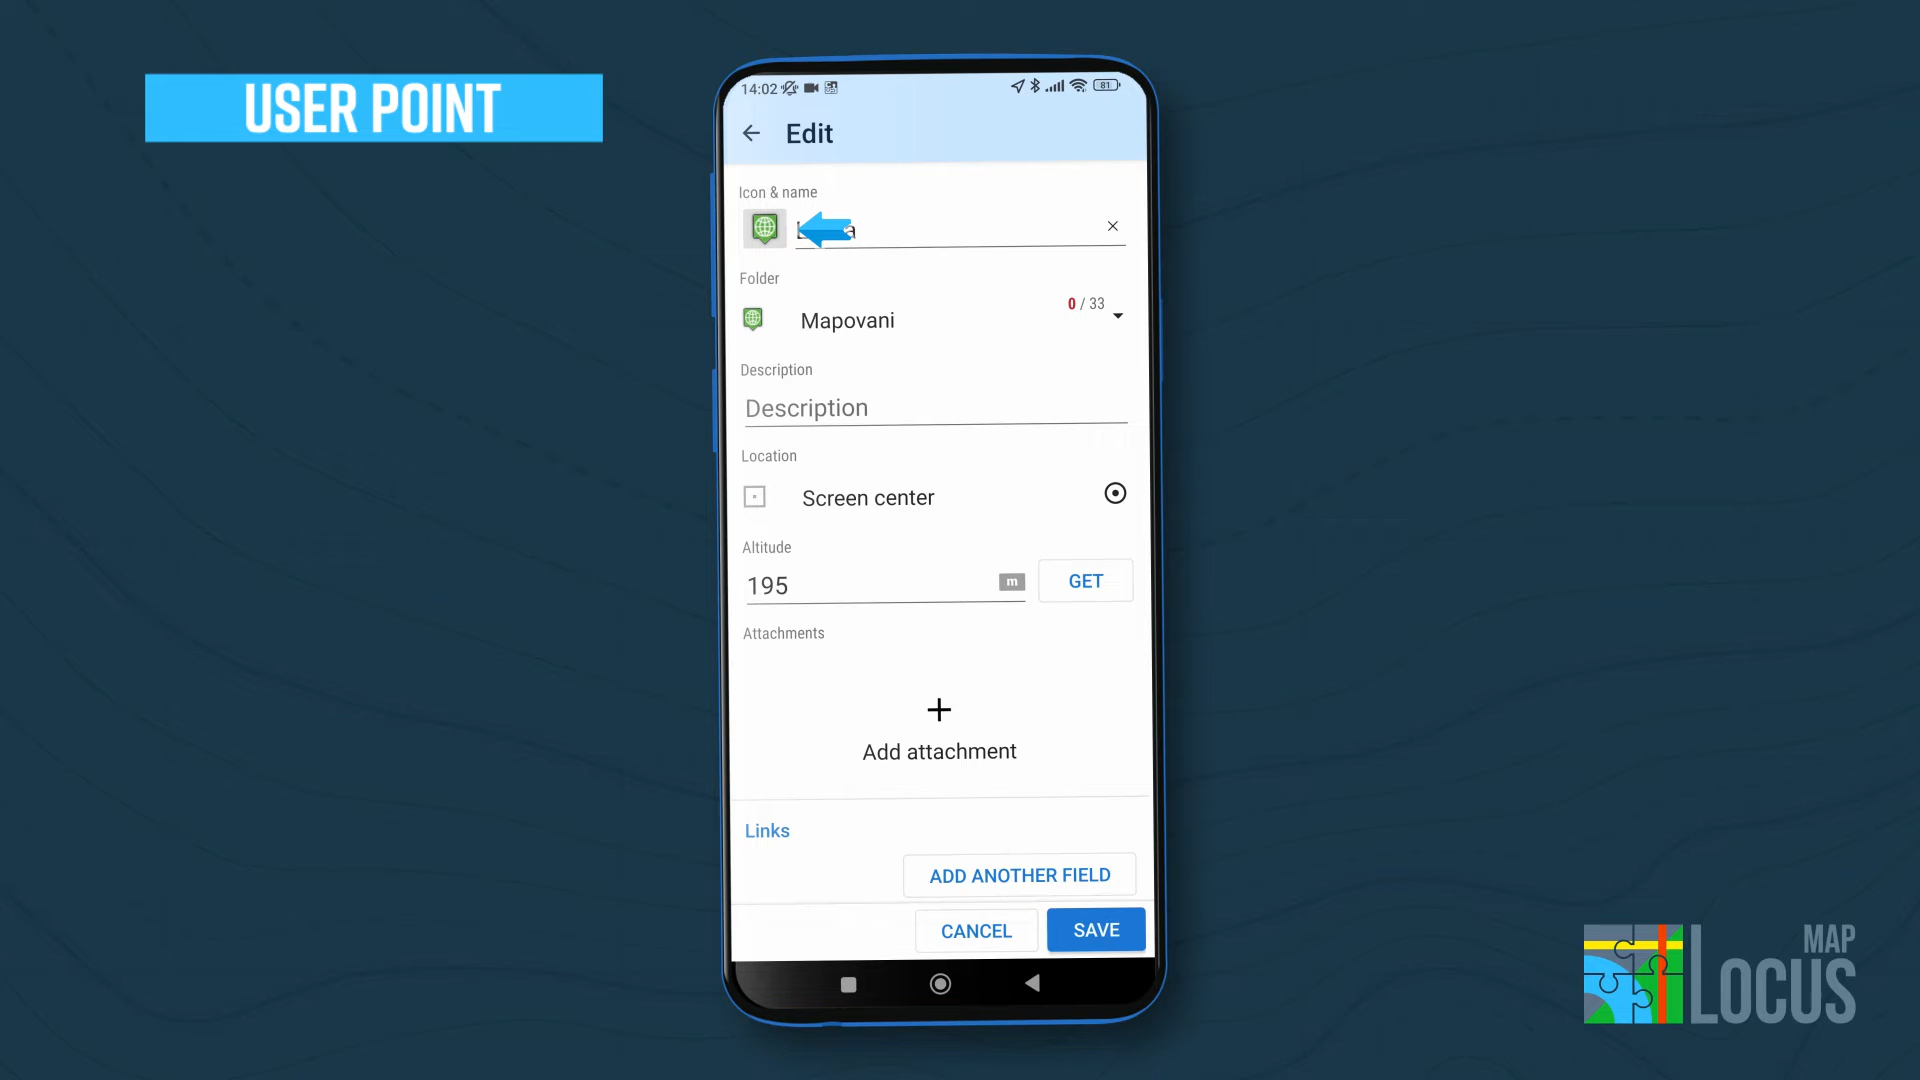 USER POINT
14:02
81
Edit
Icon & name
Folder
0 / 33
Mapovani
Description
Description
Location
Screen center
Altitude
195
m
GET
Attachments
+
Add attachment
Links
ADD ANOTHER FIELD
CANCEL
SAVE
MAP
LOCUS